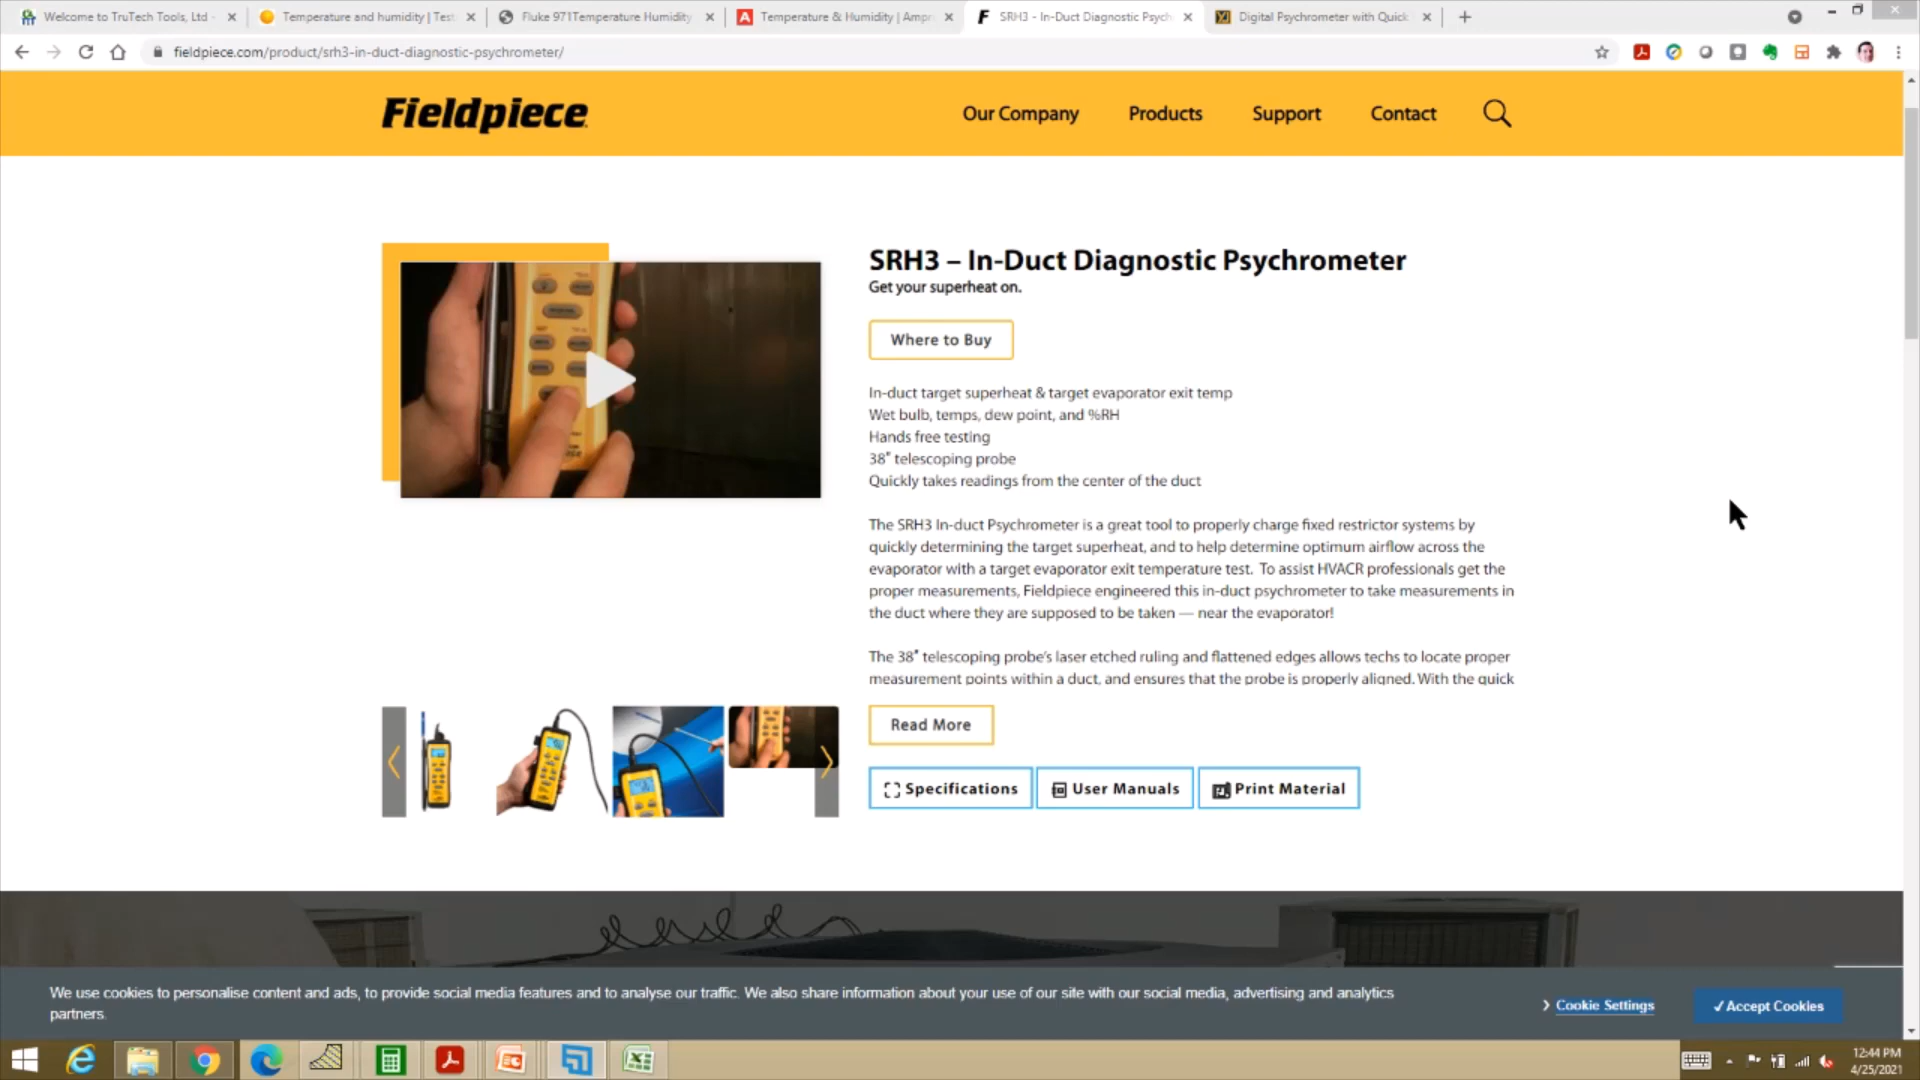 Welcome to TruTech Tools, Ltd
Temperature and humidity | Test
Fluke 971Temperature Humidity
Temperature & Humidity | Ampr
SRH3 - In-Duct Diagnostic Psych
Digital Psychrometer with Quick
fieldpiece.com/product/srh3-in-duct-diagnostic-psychrometer/
Fieldpiece
Our Company
Products
Support
Contact
SRH3 – In-Duct Diagnostic Psychrometer
Get your superheat on.
Where to Buy
In-duct target superheat & target evaporator exit temp
Wet bulb, temps, dew point, and %RH
Hands free testing
38" telescoping probe
Quickly takes readings from the center of the duct
The SRH3 In-duct Psychrometer is a great tool to properly charge fixed restrictor systems by
quickly determining the target superheat, and to help determine optimum airflow across the
evaporator with a target evaporator exit temperature test. To assist HVACR professionals get the
proper measurements, Fieldpiece engineered this in-duct psychrometer to take measurements in
the duct where they are supposed to be taken — near the evaporator!
The 38" telescoping probe's laser etched ruling and flattened edges allows techs to locate proper
measurement points within a duct, and ensures that the probe is properly aligned. With the quick
Read More
Specifications
User Manuals
Print Material
We use cookies to personalise content and ads, to provide social media features and to analyse our traffic. We also share information about your use of our site with our social media, advertising and analytics
partners.
Cookie Settings
Accept Cookies
12:44 PM
4/25/2021